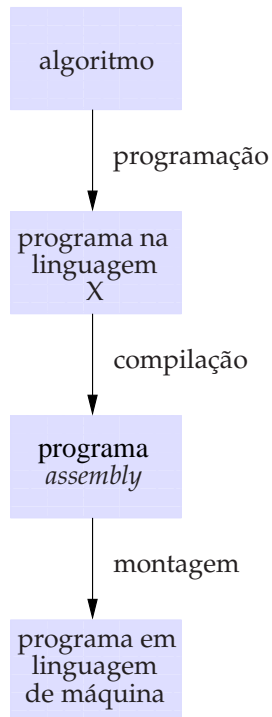 algoritmo
programação
programa na
linguagem
X
compilação
programa
assembly
montagem
programa em
linguagem
de máquina